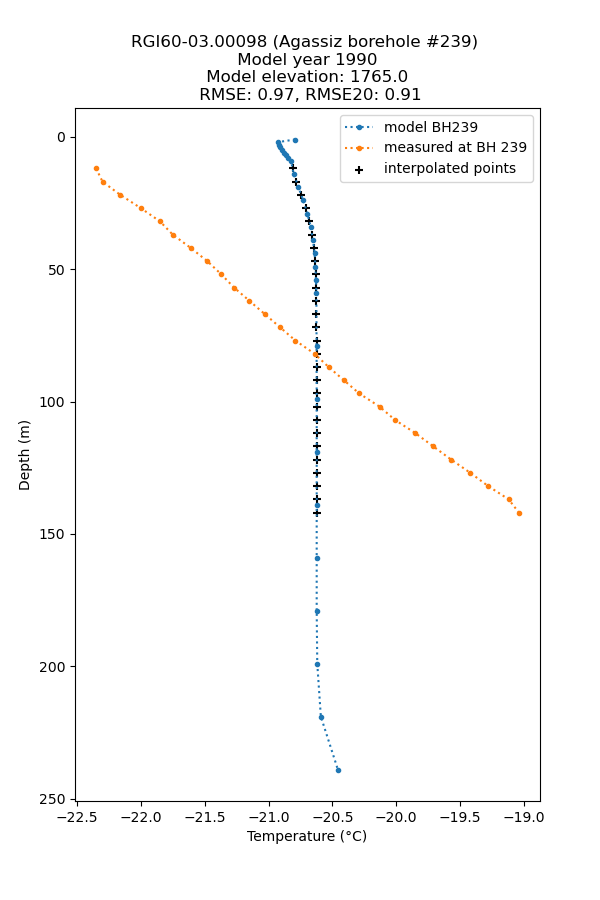 RGI60-03.00098 (Agassiz borehole #239)
Model year 1990
Model elevation: 1765.0
RMSE: 0.97, RMSE20: 0.91
model BH239
measured at BH 239
interpolated points
0
50
100
150
200
250
Depth (m)
−22.5 −22.0 −21.5 −21.0 −20.5 −20.0 −19.5 −19.0
Temperature (°C)